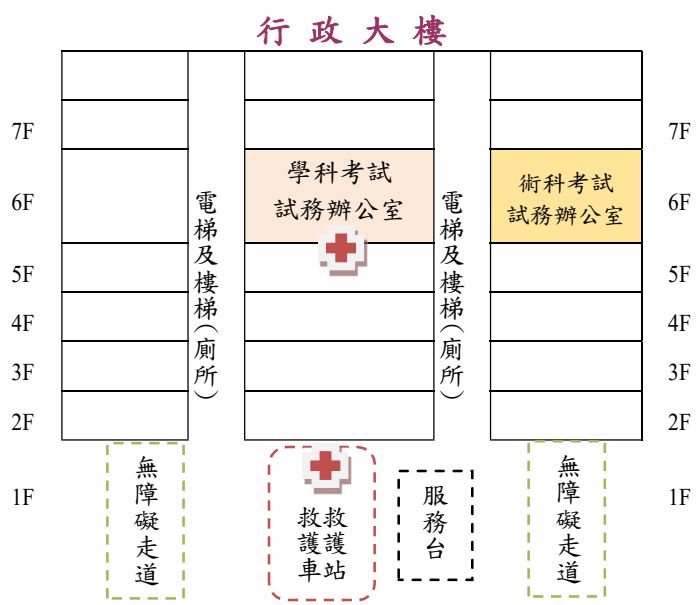 行政大樓
7F
7F
學科考試
試務辦公室
術科考試
試務辦公室
6F
6F
電梯及樓梯(廁所)
電梯及樓梯(廁所)
5F
5F
4F
4F
3F
3F
2F
2F
1F
1F
無障礙走道
救護站
救護車
服務台
無障礙走道